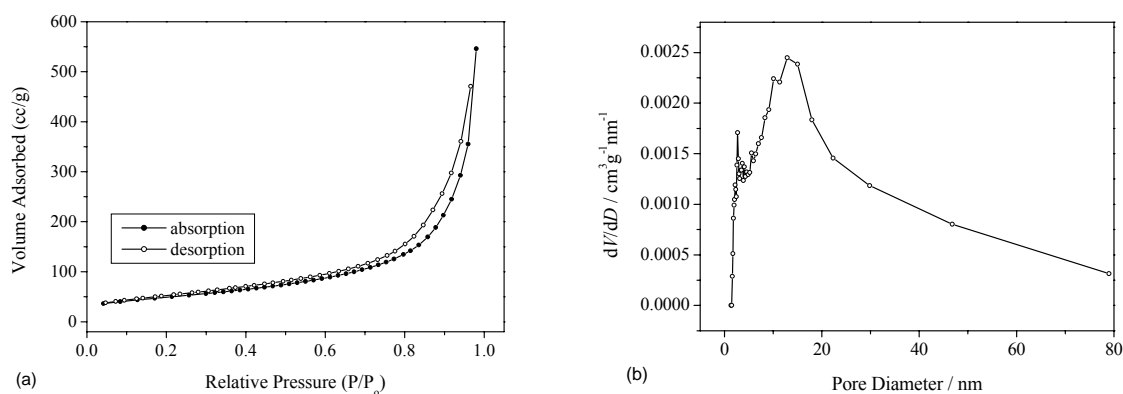 600
500
400
300
200
100
0
Volume Adsorbed (cc/g)
absorption
desorption
0.0 0.2 0.4 0.6 0.8 1.0
Relative Pressure (P/Pₒ)
(a)
0.0025
0.0020
0.0015
0.0010
0.0005
0.0000
dV/dD / cm³g⁻¹nm⁻¹
0 20 40 60 80
Pore Diameter / nm
(b)